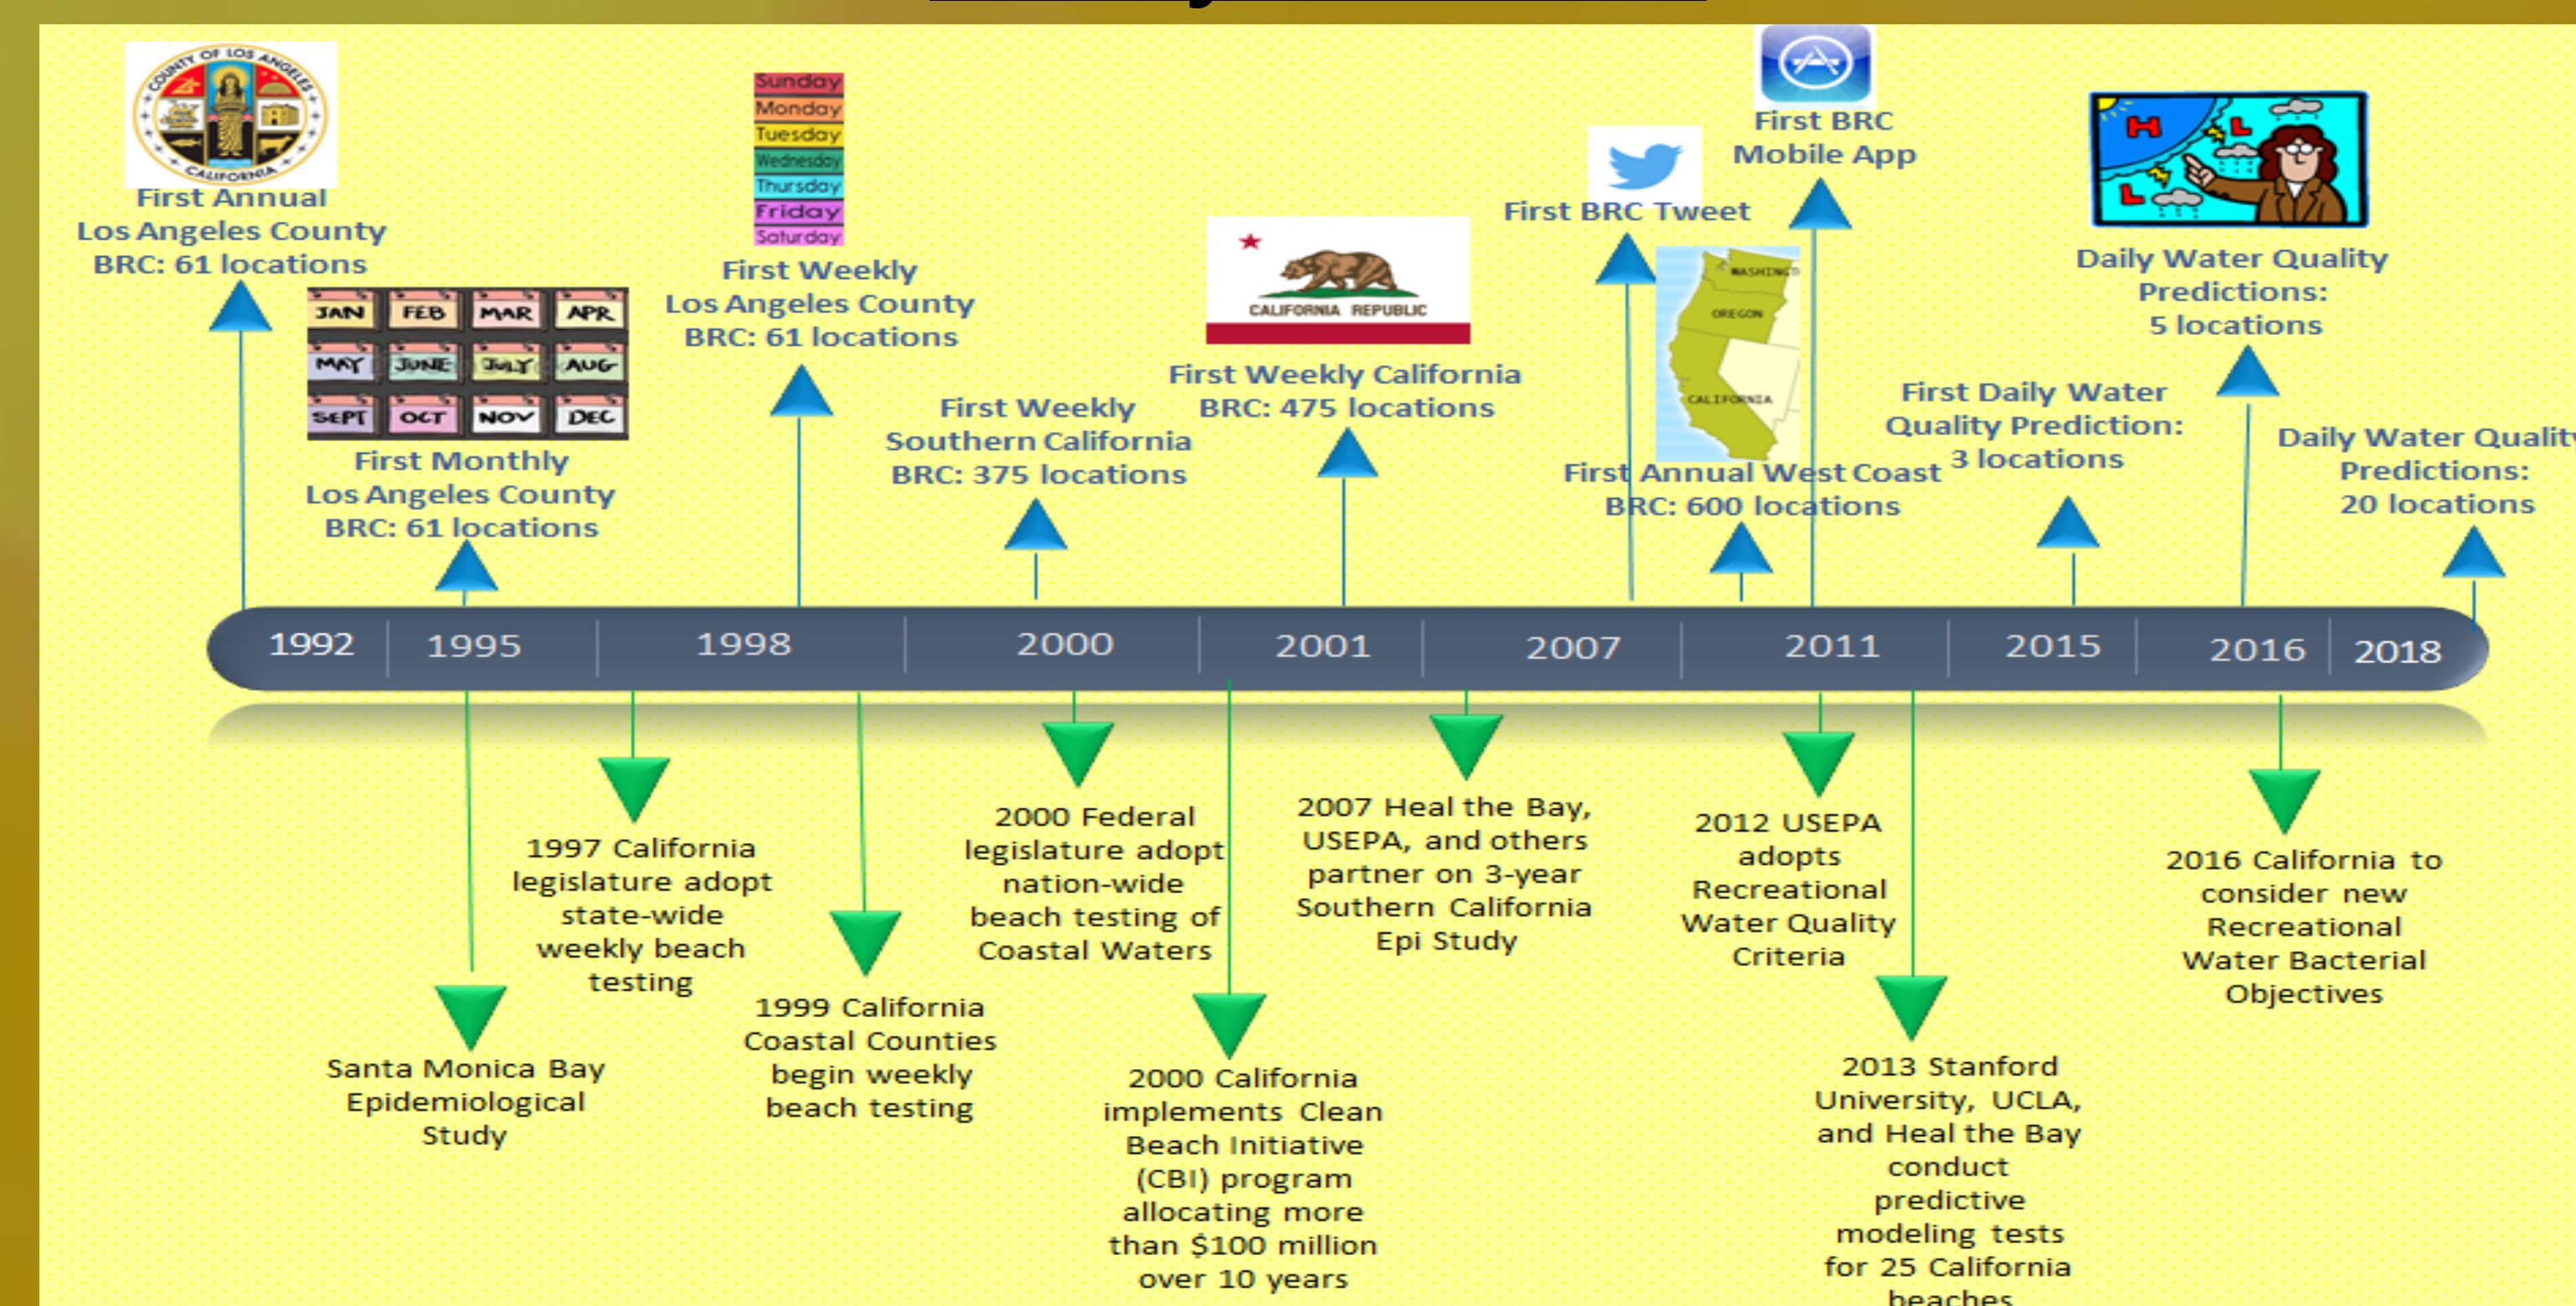 COUNTY OF LOS ANGELES
CALIFORNIA
First Annual
Los Angeles County
BRC: 61 locations
JAN FEB MAR APR
MAY JUNE JULY AUG
SEPT OCT NOV DEC
First Monthly
Los Angeles County
BRC: 61 locations
Sunday
Monday
Tuesday
Wednesday
Thursday
Friday
Saturday
First Weekly
Los Angeles County
BRC: 61 locations
First Weekly
Southern California
BRC: 375 locations
CALIFORNIA REPUBLIC
First Weekly California
BRC: 475 locations
First BRC Tweet
First BRC
Mobile App
OREGON
CALIFORNIA
First Annual West Coast
BRC: 600 locations
First Daily Water
Quality Prediction:
3 locations
H L
L
Daily Water Quality
Predictions:
5 locations
Daily Water Quality
Predictions:
20 locations
1992 1995 1998 2000 2001 2007 2011 2015 2016 2018
Santa Monica Bay
Epidemiological
Study
1997 California
legislature adopt
state-wide
weekly beach
testing
1999 California
Coastal Counties
begin weekly
beach testing
2000 Federal
legislature adopt
nation-wide
beach testing of
Coastal Waters
2000 California
implements Clean
Beach Initiative
(CBI) program
allocating more
than $100 million
over 10 years
2007 Heal the Bay,
USEPA, and others
partner on 3-year
Southern California
Epi Study
2012 USEPA
adopts
Recreational
Water Quality
Criteria
2013 Stanford
University, UCLA,
and Heal the Bay
conduct
predictive
modeling tests
for 25 California
beaches
2016 California to
consider new
Recreational
Water Bacterial
Objectives